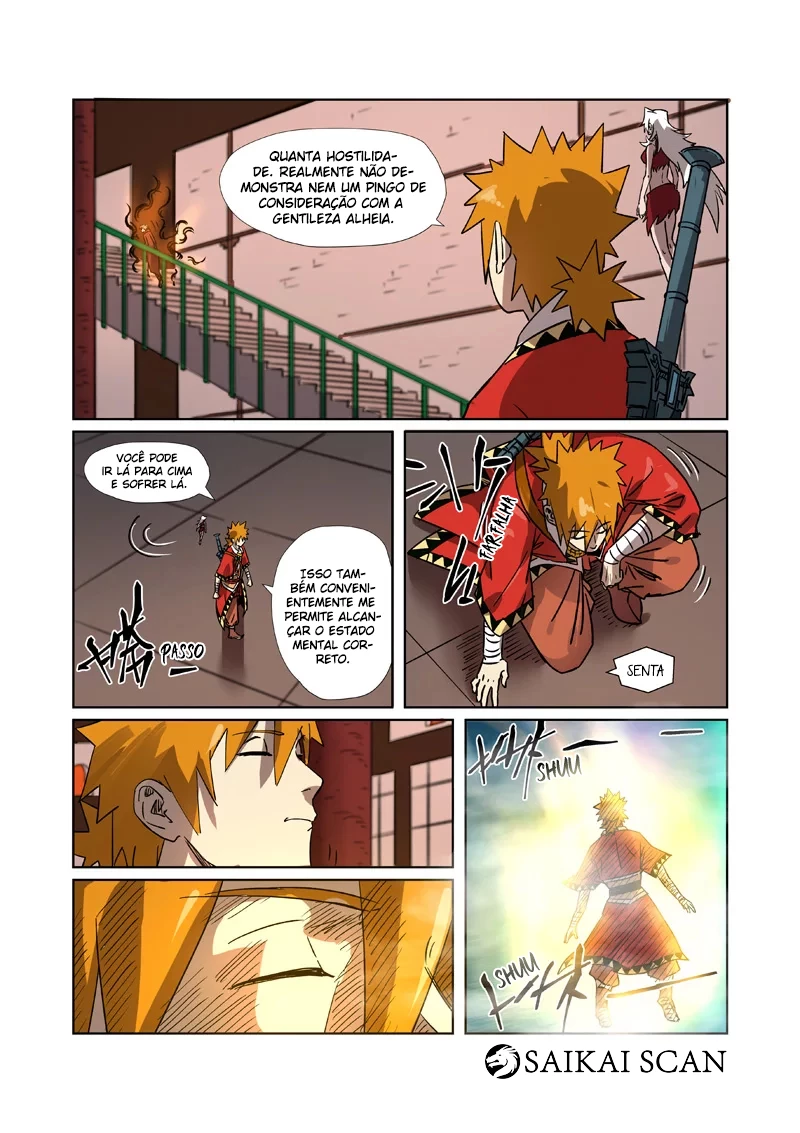 QUANTA HOSTILIDA-
DE. REALMENTE NÃO DE-
MONSTRA NEM UM PINGO DE
CONSIDERAÇÃO COM A
GENTILEZA ALHEIA.
VOCÊ PODE
IR LÁ PARA CIMA
E SOFRER LÁ.
PASSO
ISSO TAM-
BÉM CONVENI-
ENTEMENTE ME
PERMITE ALCAN-
ÇAR O ESTADO
MENTAL COR-
RETO.
FARFALHA
SENTA
SHUU
SHUU
SAIKAI SCAN